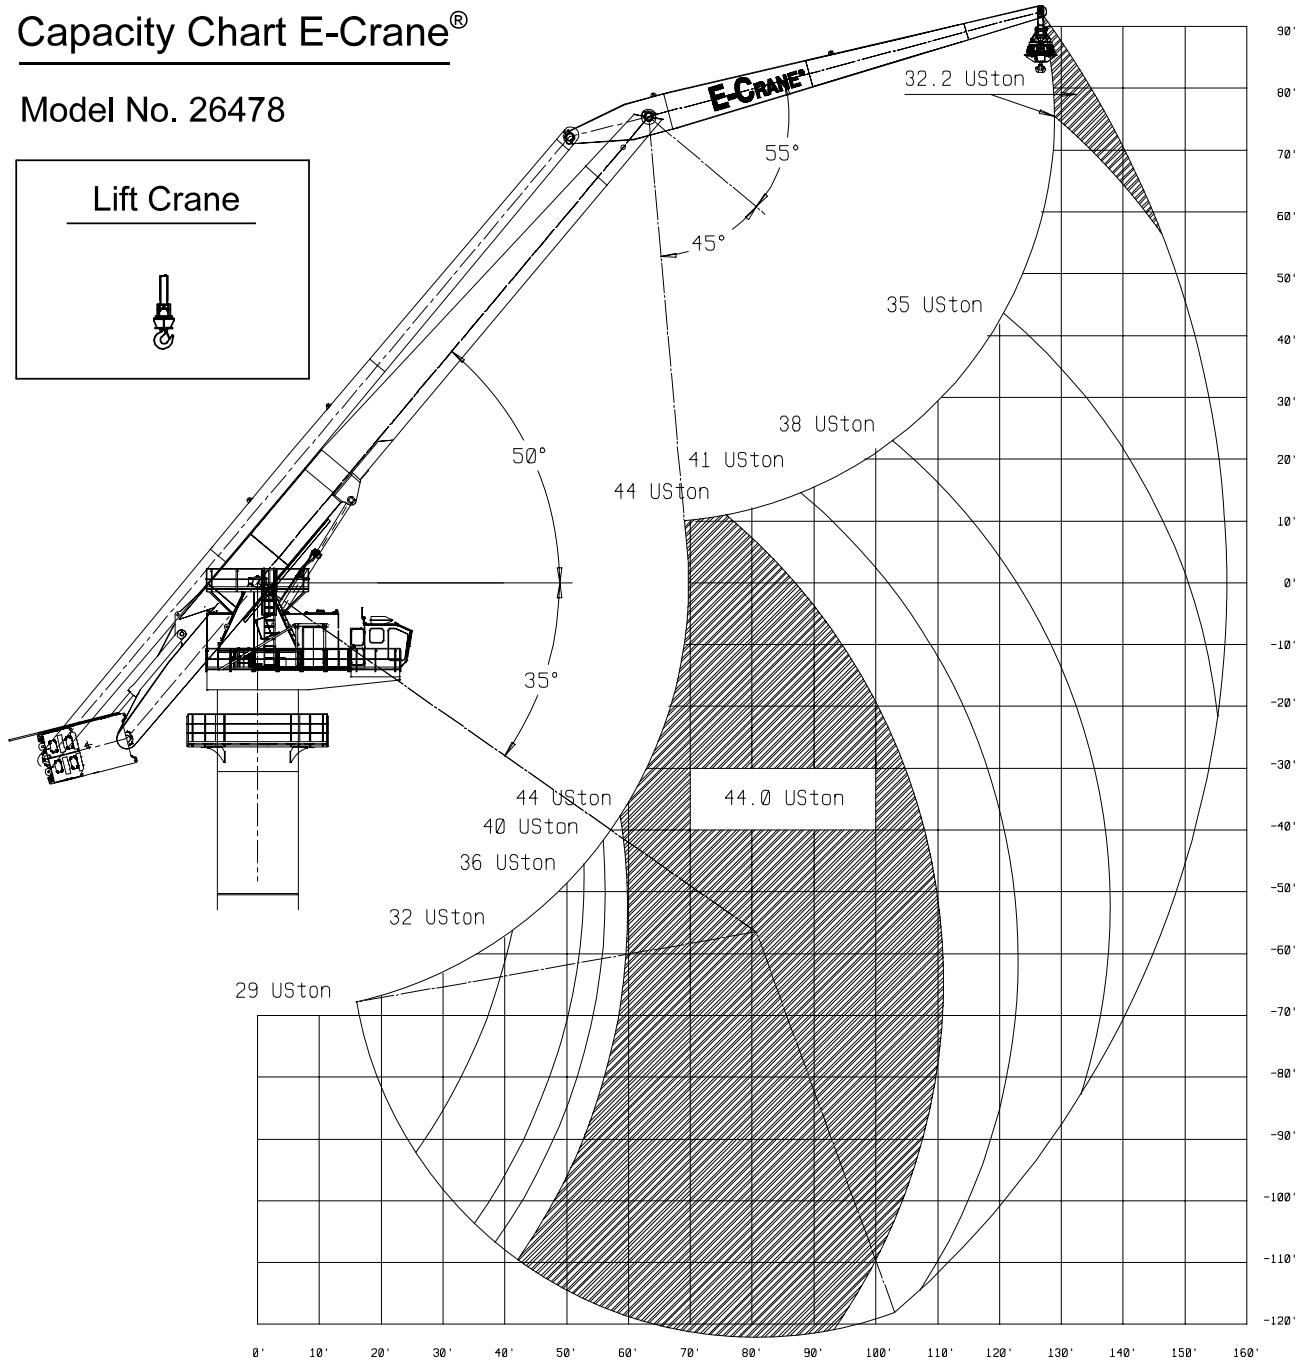 Capacity Chart E-Crane®
Model No. 26478
Lift Crane
E-CRANE®
32.2 USton
55°
45°
35 USton
38 USton
41 USton
44 USton
50°
35°
44 USton
44.0 USton
40 USton
36 USton
32 USton
29 USton
90'
80'
70'
60'
50'
40'
30'
20'
10'
0'
-10'
-20'
-30'
-40'
-50'
-60'
-70'
-80'
-90'
-100'
-110'
-120'
0' 10' 20' 30' 40' 50' 60' 70' 80' 90' 100' 110' 120' 130' 140' 150' 160'